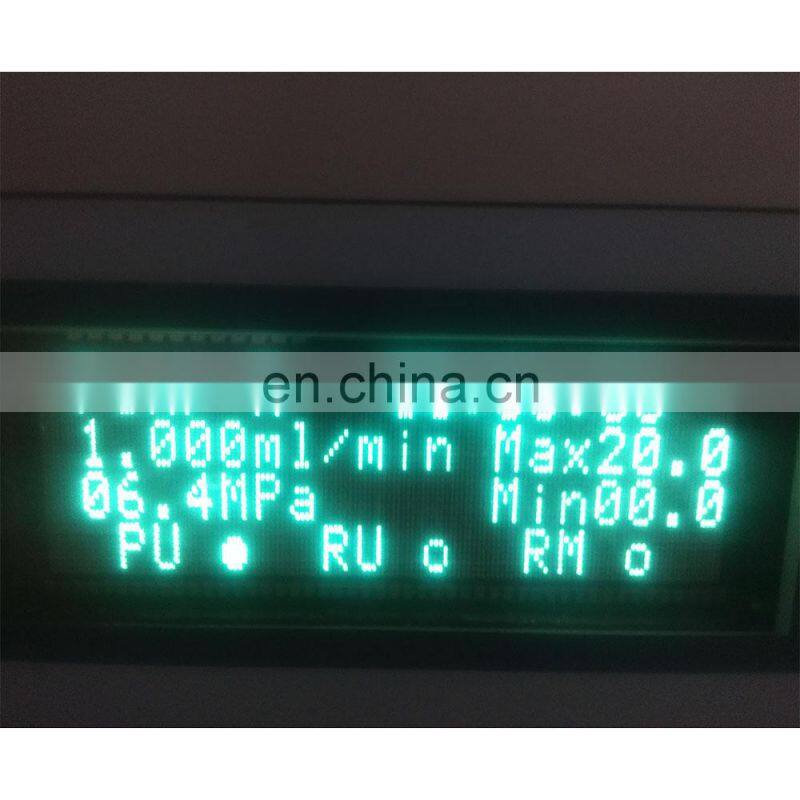 en.china.cn
1.000ml/min Max20.0
06.4MPa Min00.0
PU ● RU o RM o